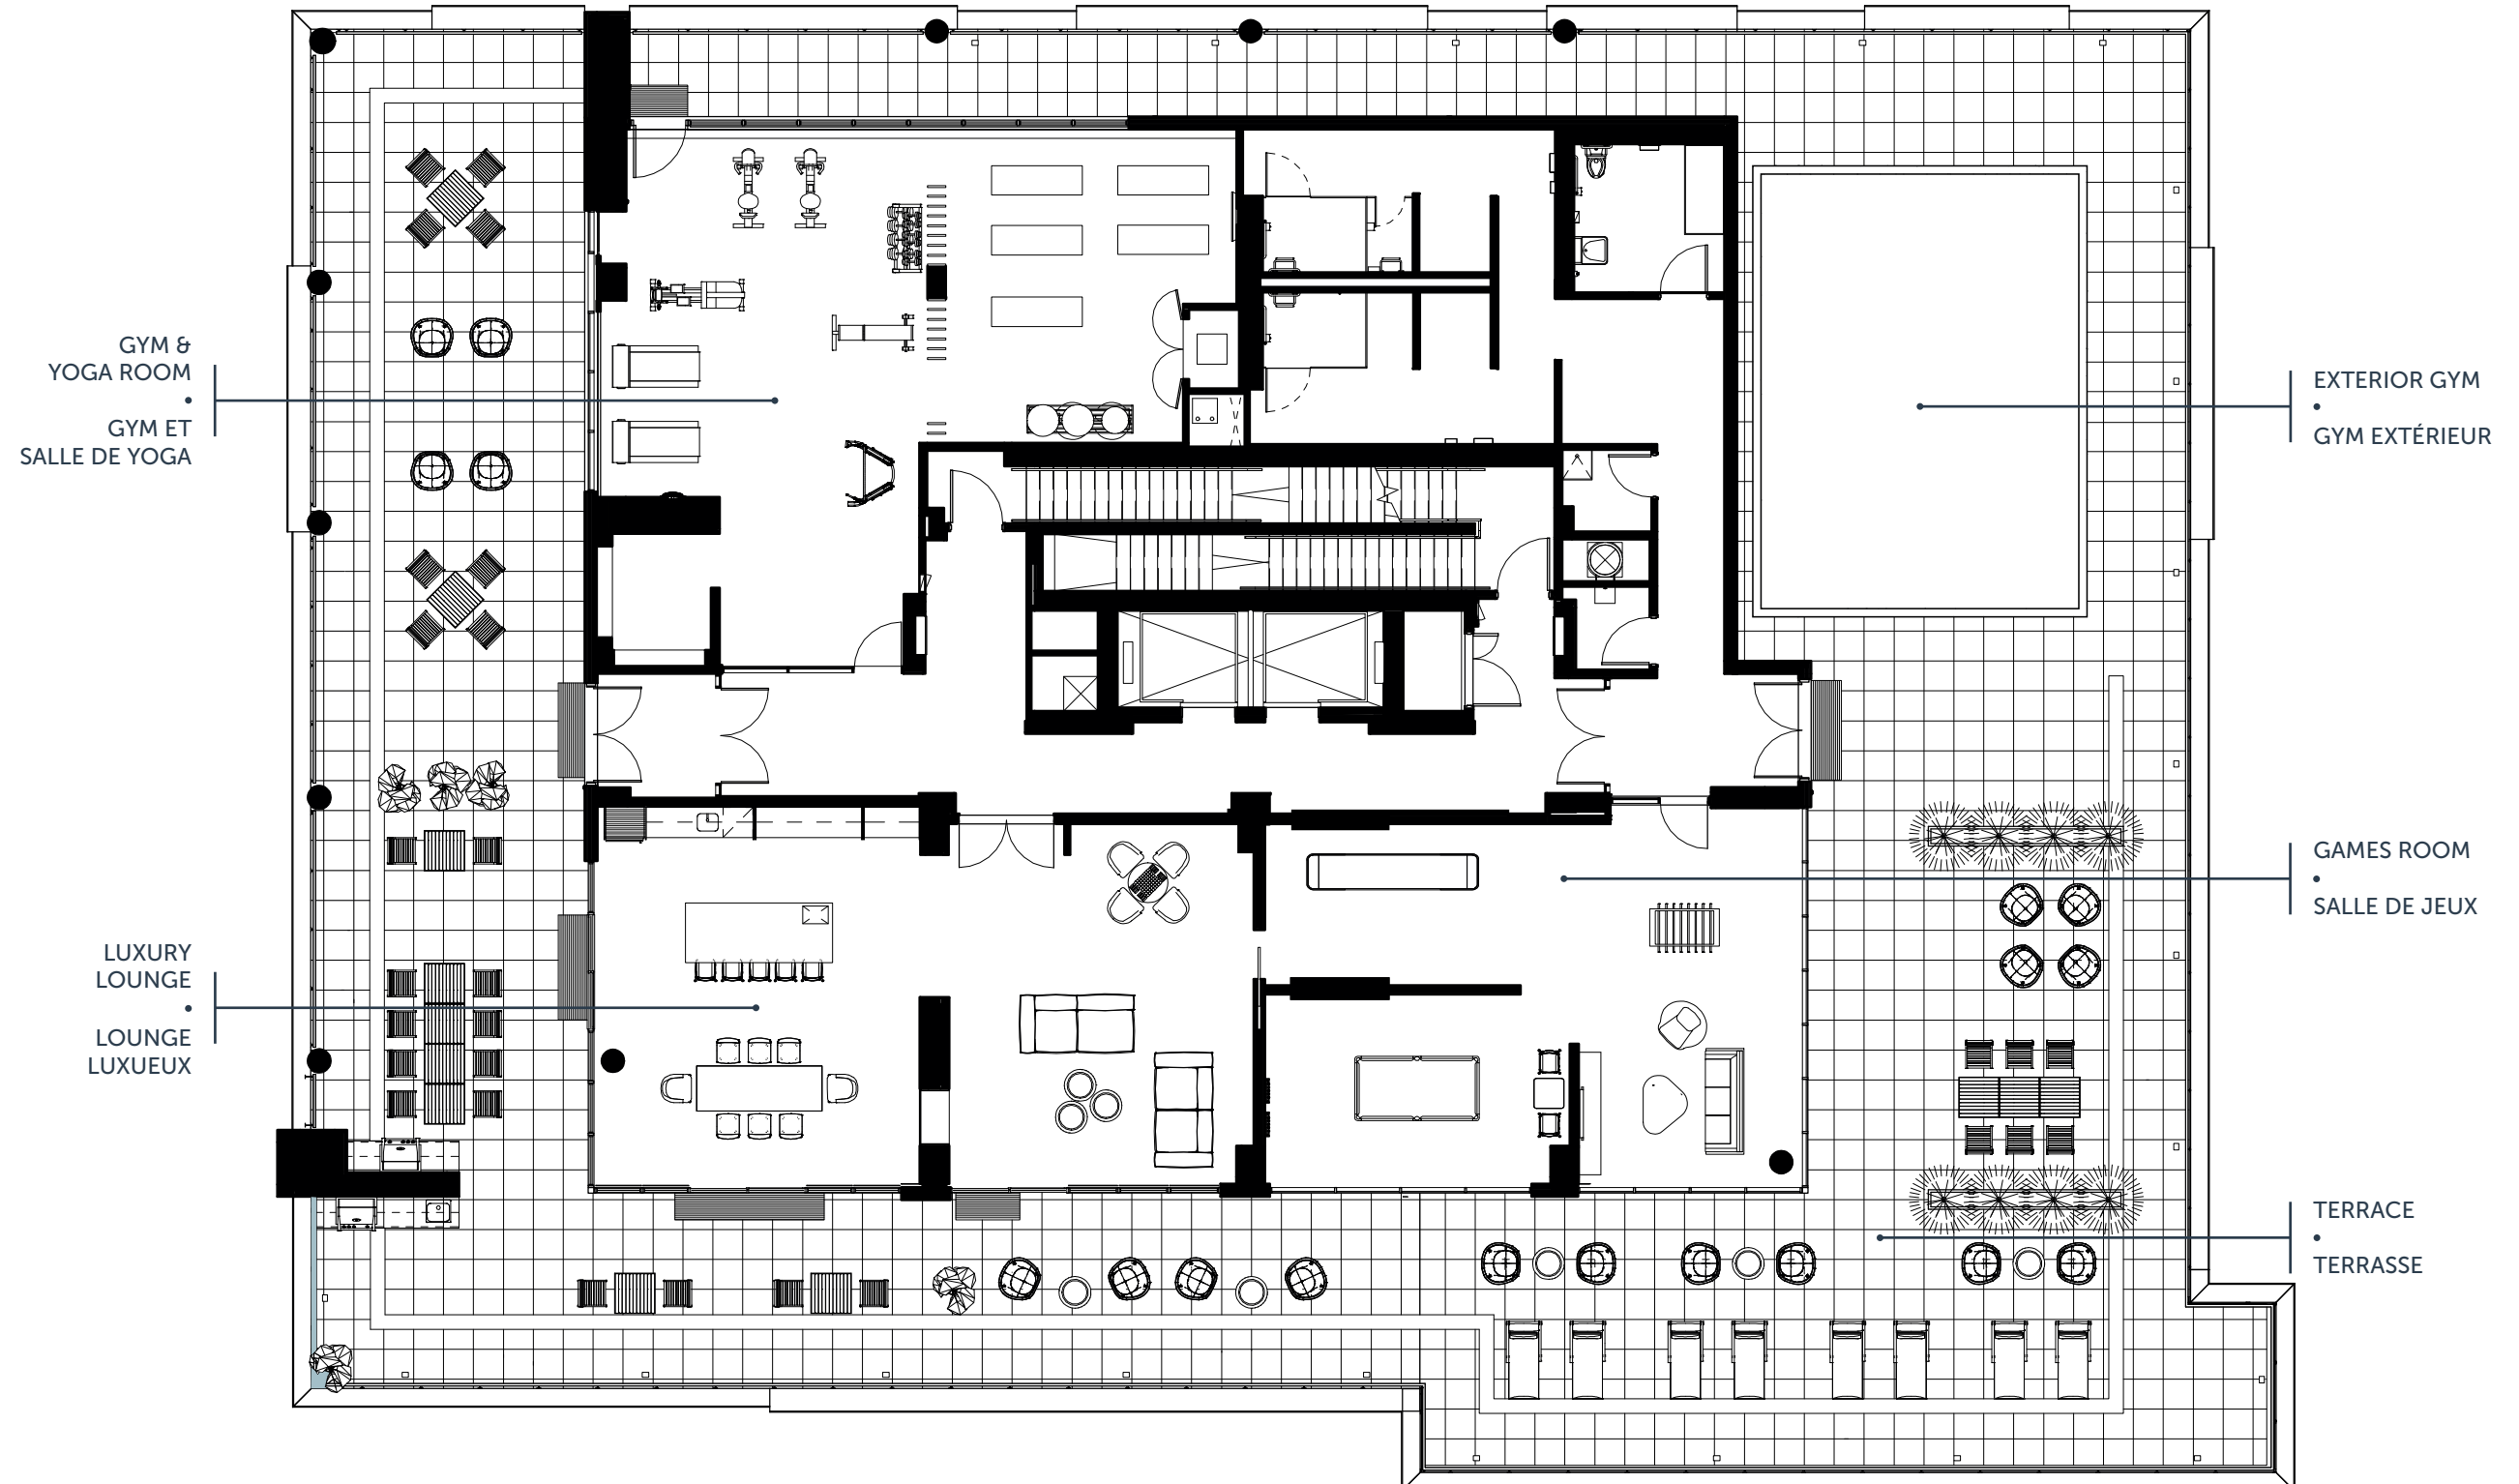 GYM &
YOGA ROOM
•
GYM ET
SALLE DE YOGA
LUXURY
LOUNGE
•
LOUNGE
LUXUEUX
EXTERIOR GYM
•
GYM EXTÉRIEUR
GAMES ROOM
•
SALLE DE JEUX
TERRACE
•
TERRASSE